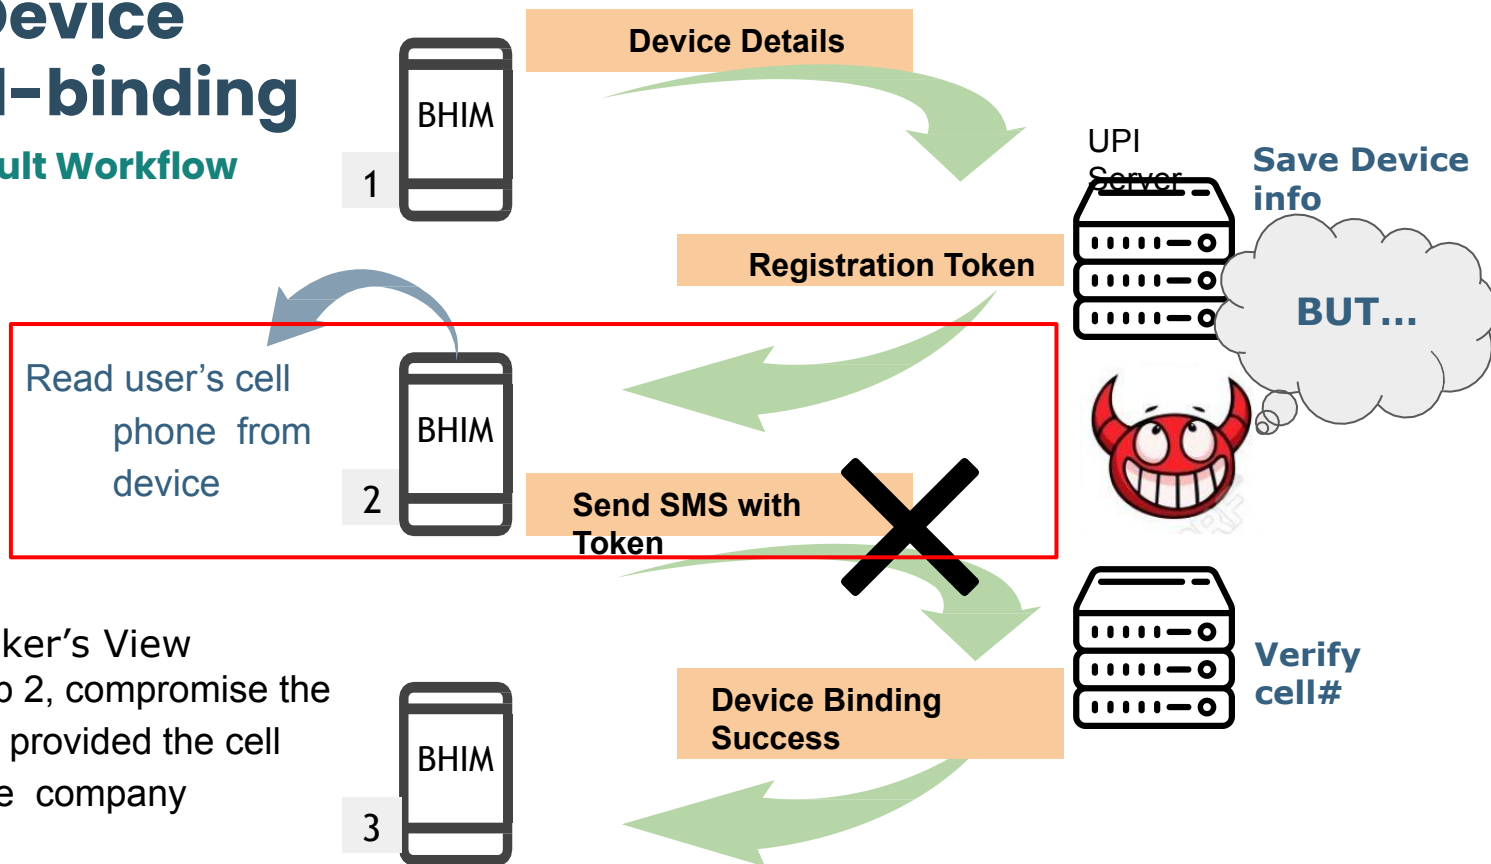 Device
l-binding
ult Workflow
Device Details
BHIM
1
UPI
Server
Save Device
info
Registration Token
BUT...
Read user’s cell
phone from
device
BHIM
2
Send SMS with
Token
ker’s View
2, compromise the
provided the cell
e company
Verify
cell#
Device Binding
Success
BHIM
3